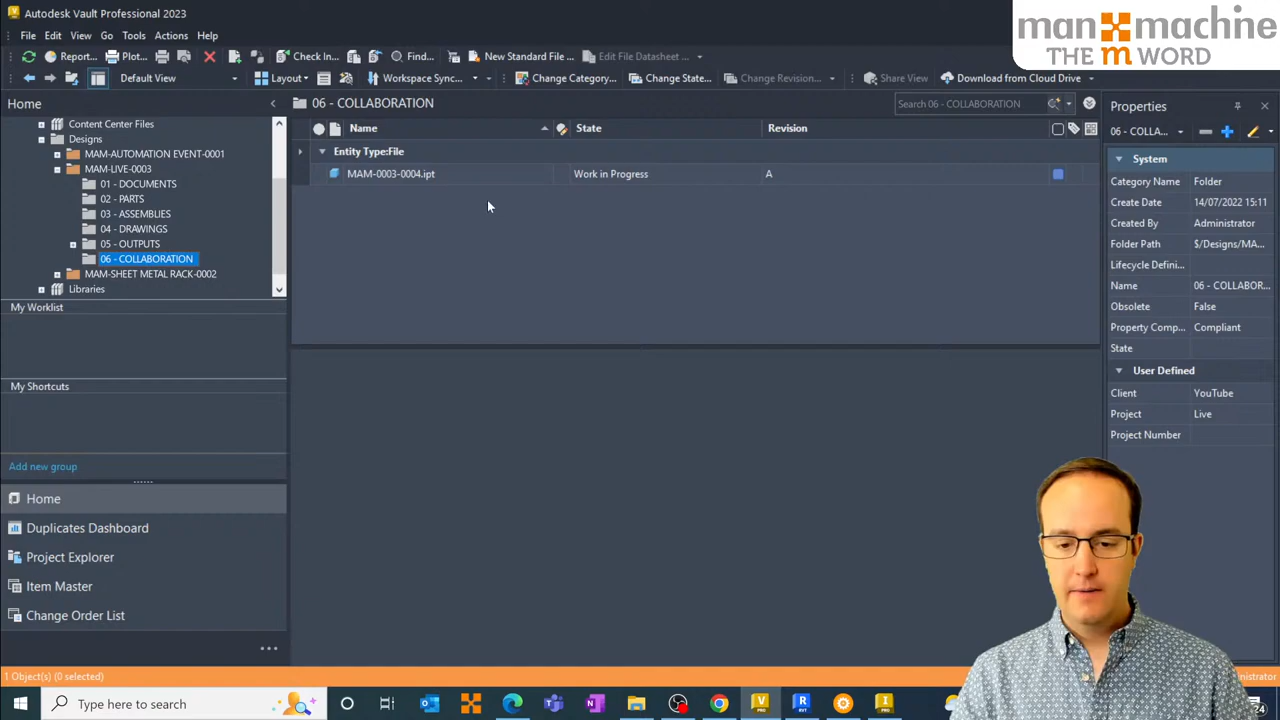 Autodesk Vault Professional 2023
man machine
THE m WORD
File Edit View Go Tools Actions Help
Report... Plot... Check In... Find... New Standard File ... Edit File Datasheet ...
Default View Layout Workspace Sync... Change Category... Change State... Change Revision... Share View Download from Cloud Drive
Home
06 - COLLABORATION
Search 06 - COLLABORATION
Properties
Content Center Files
Designs
MAM-AUTOMATION EVENT-0001
MAM-LIVE-0003
01 - DOCUMENTS
02 - PARTS
03 - ASSEMBLIES
04 - DRAWINGS
05 - OUTPUTS
06 - COLLABORATION
MAM-SHEET METAL RACK-0002
Libraries
My Worklist
My Shortcuts
Add new group
Home
Duplicates Dashboard
Project Explorer
Item Master
Change Order List
Name State Revision
Entity Type:File
MAM-0003-0004.ipt Work in Progress A
06 - COLLA...
System
Category Name Folder
Create Date 14/07/2022 15:11
Created By Administrator
Folder Path $/Designs/MA...
Lifecycle Defini...
Name 06 - COLLABOR...
Obsolete False
Property Comp... Compliant
State
User Defined
Client YouTube
Project Live
Project Number
1 Object(s) (0 selected)
ministrator
Type here to search
24